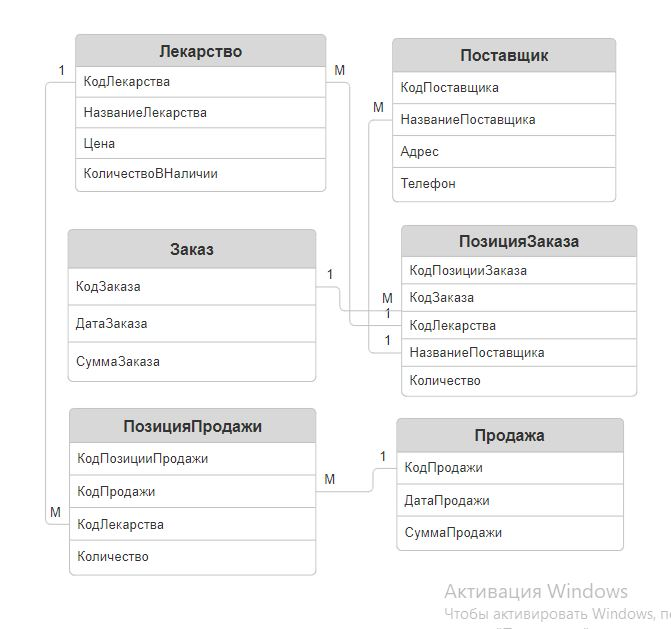 Лекарство
1
M
КодЛекарства
НазваниеЛекарства
Цена
КоличествоВНаличии
Поставщик
M
КодПоставщика
НазваниеПоставщика
Адрес
Телефон
Заказ
1
КодЗаказа
ДатаЗаказа
СуммаЗаказа
ПозицияЗаказа
M
1
1
КодПозицииЗаказа
КодЗаказа
КодЛекарства
НазваниеПоставщика
Количество
ПозицияПродажи
M
M
КодПозицииПродажи
КодПродажи
КодЛекарства
Количество
Продажа
1
КодПродажи
ДатаПродажи
СуммаПродажи
Активация Windows
Чтобы активировать Windows,